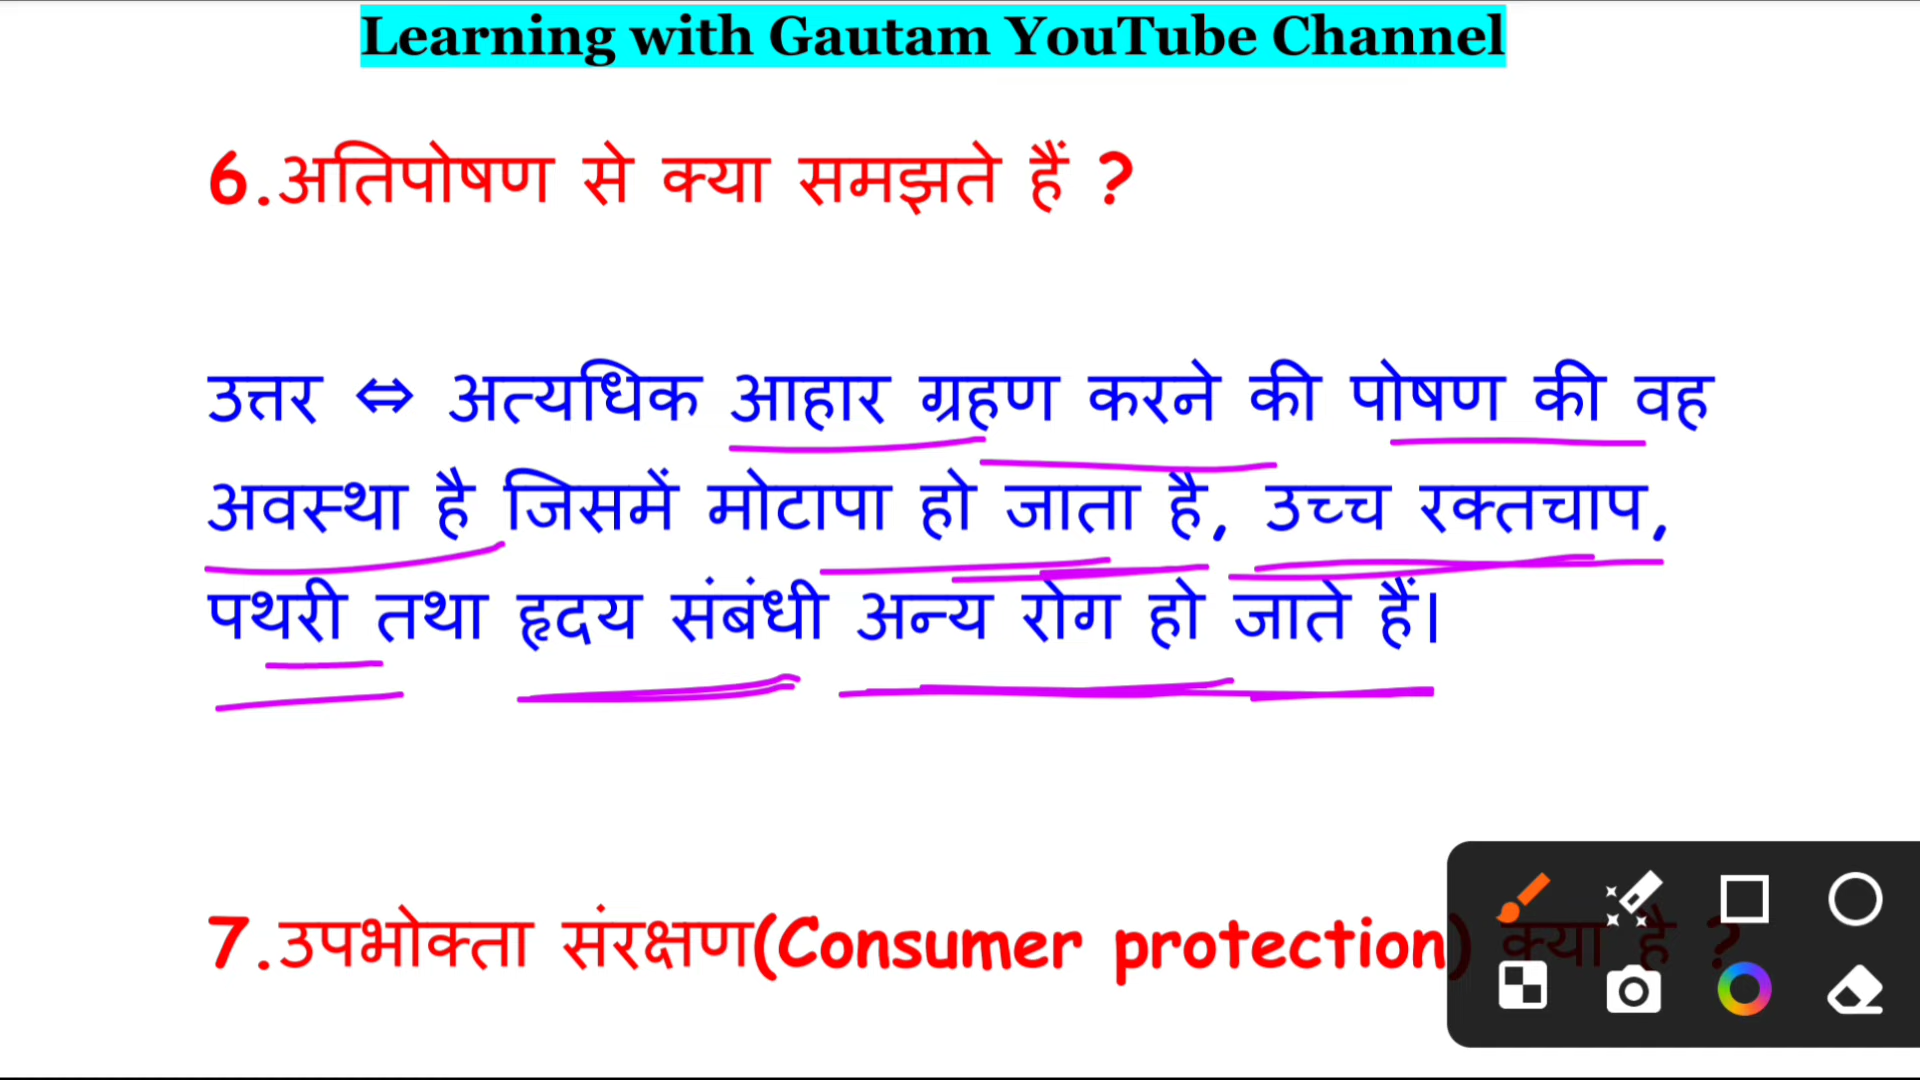 Learning with Gautam YouTube Channel
6.अतिपोषण से क्या समझते हैं ?
उत्तर ⇔ अत्यधिक आहार ग्रहण करने की पोषण की वह
अवस्था है जिसमें मोटापा हो जाता है, उच्च रक्तचाप,
पथरी तथा हृदय संबंधी अन्य रोग हो जाते हैं।
7.उपभोक्ता संरक्षण(Consumer protection) क्या है ?